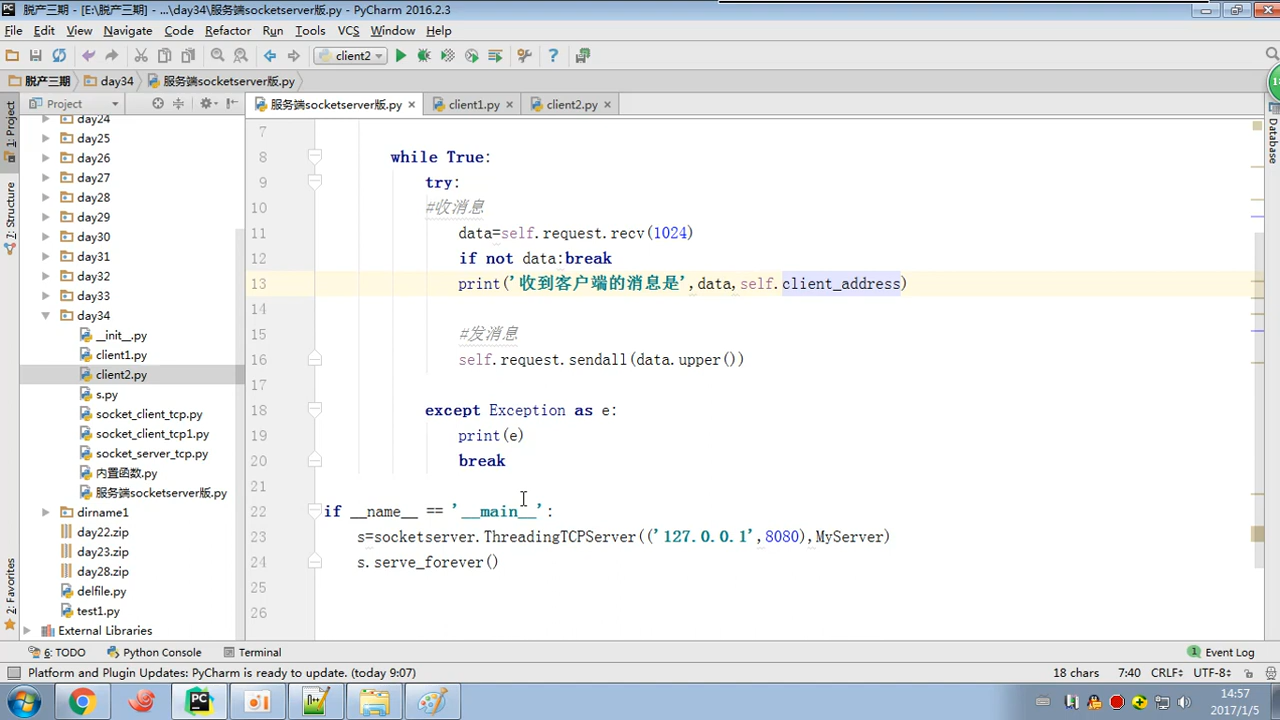 脱产三期 - [E:\脱产三期] - ...\day34\服务端socketserver版.py - PyCharm 2016.2.3
File Edit View Navigate Code Refactor Run Tools VCS Window Help
client2
脱产三期 day34 服务端socketserver版.py
Project
服务端socketserver版.py client1.py client2.py
1: Project
7: Structure
2: Favorites
day24
day25
day26
day27
day28
day29
day30
day31
day32
day33
day34
__init__.py
client1.py
client2.py
s.py
socket_client_tcp.py
socket_client_tcp1.py
socket_server_tcp.py
内置函数.py
服务端socketserver版.py
dirname1
day22.zip
day23.zip
day28.zip
delfile.py
test1.py
External Libraries
7
8 while True:
9 try:
10 #收消息
11 data=self.request.recv(1024)
12 if not data:break
13 print('收到客户端的消息是',data,self.client_address)
14
15 #发消息
16 self.request.sendall(data.upper())
17
18 except Exception as e:
19 print(e)
20 break
21
22 if __name__ == '__main__':
23 s=socketserver.ThreadingTCPServer(('127.0.0.1',8080),MyServer)
24 s.serve_forever()
25
26
Database
6: TODO Python Console Terminal 1 Event Log
Platform and Plugin Updates: PyCharm is ready to update. (today 9:07) 18 chars 7:40 CRLF÷ UTF-8÷
14:57
2017/1/5